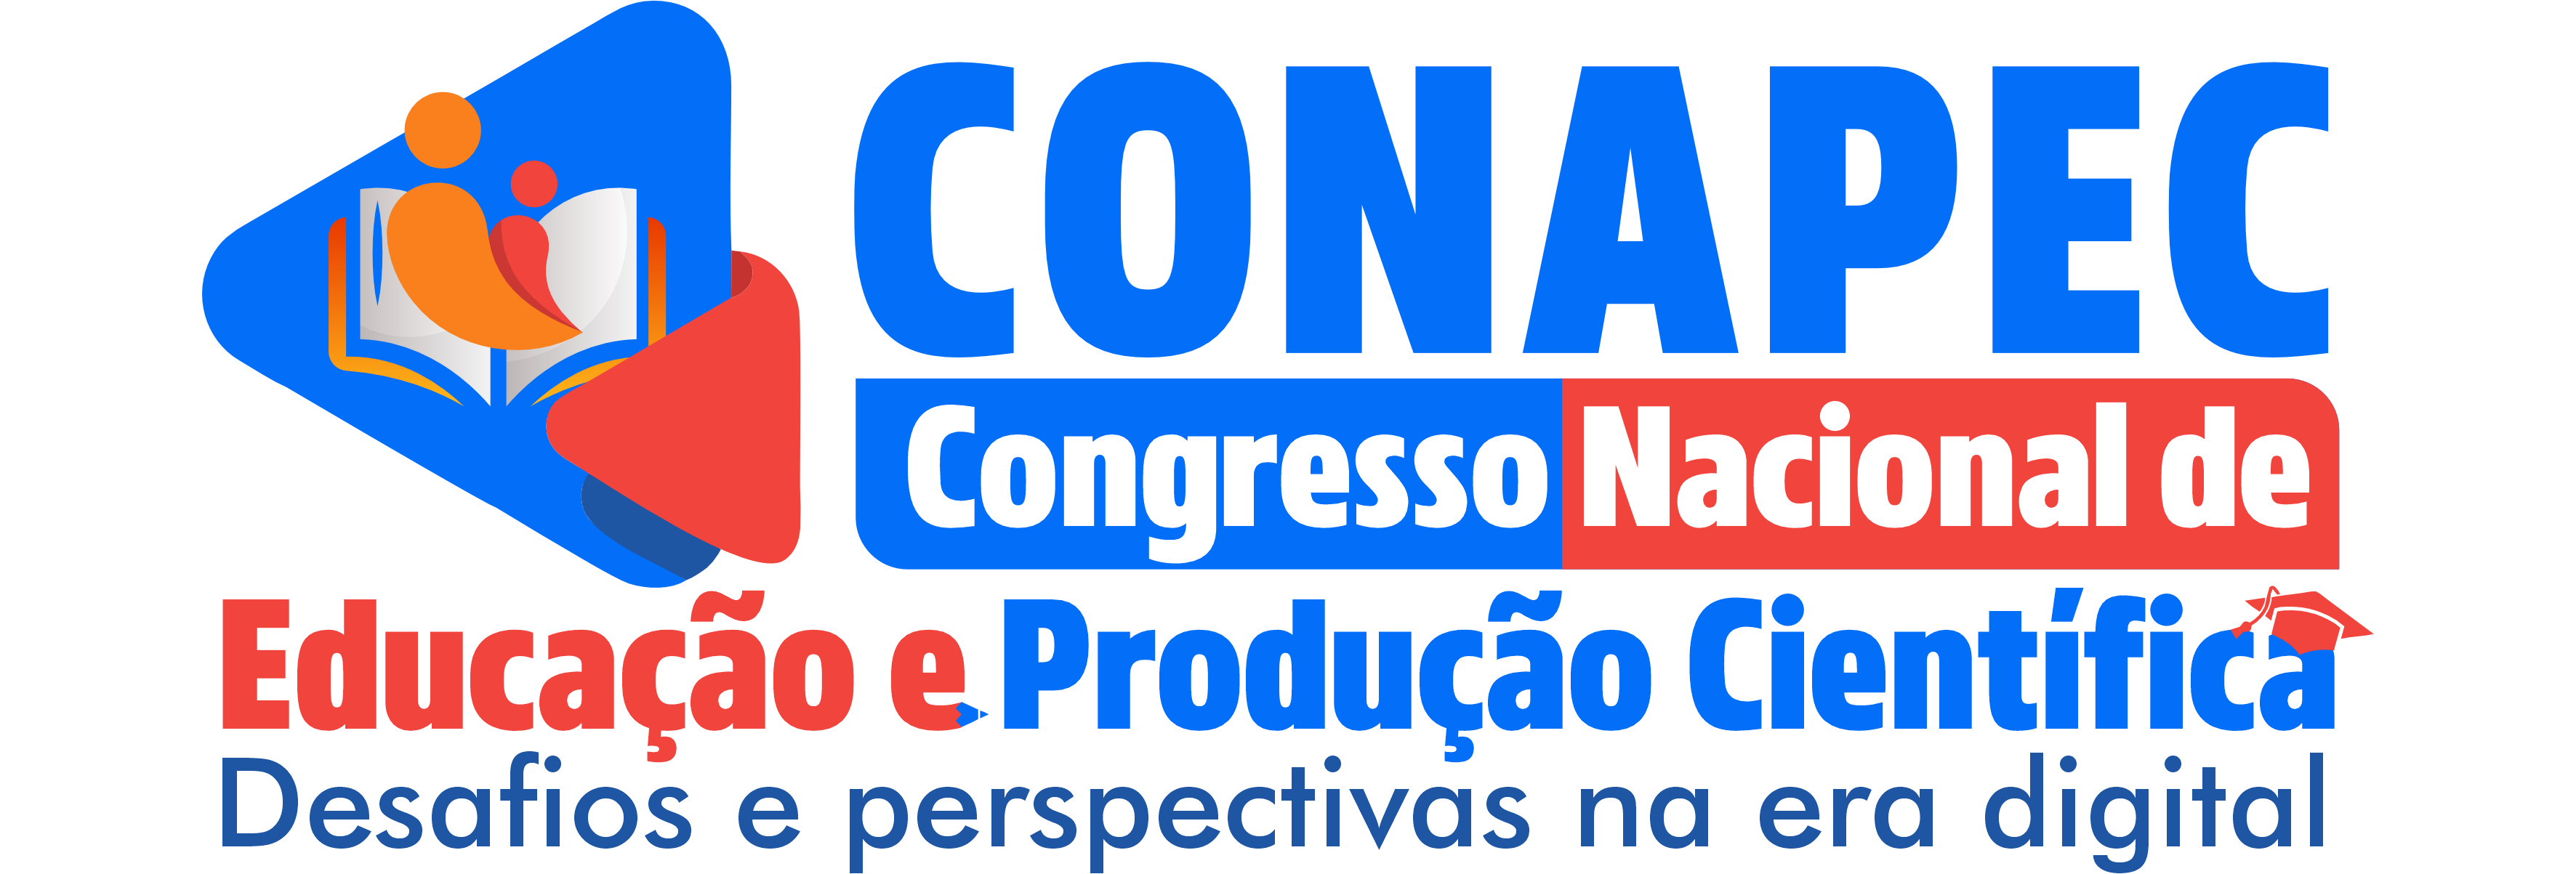 CONAPEC
Congresso Nacional de
Educação e Produção Científica
Desafios e perspectivas na era digital